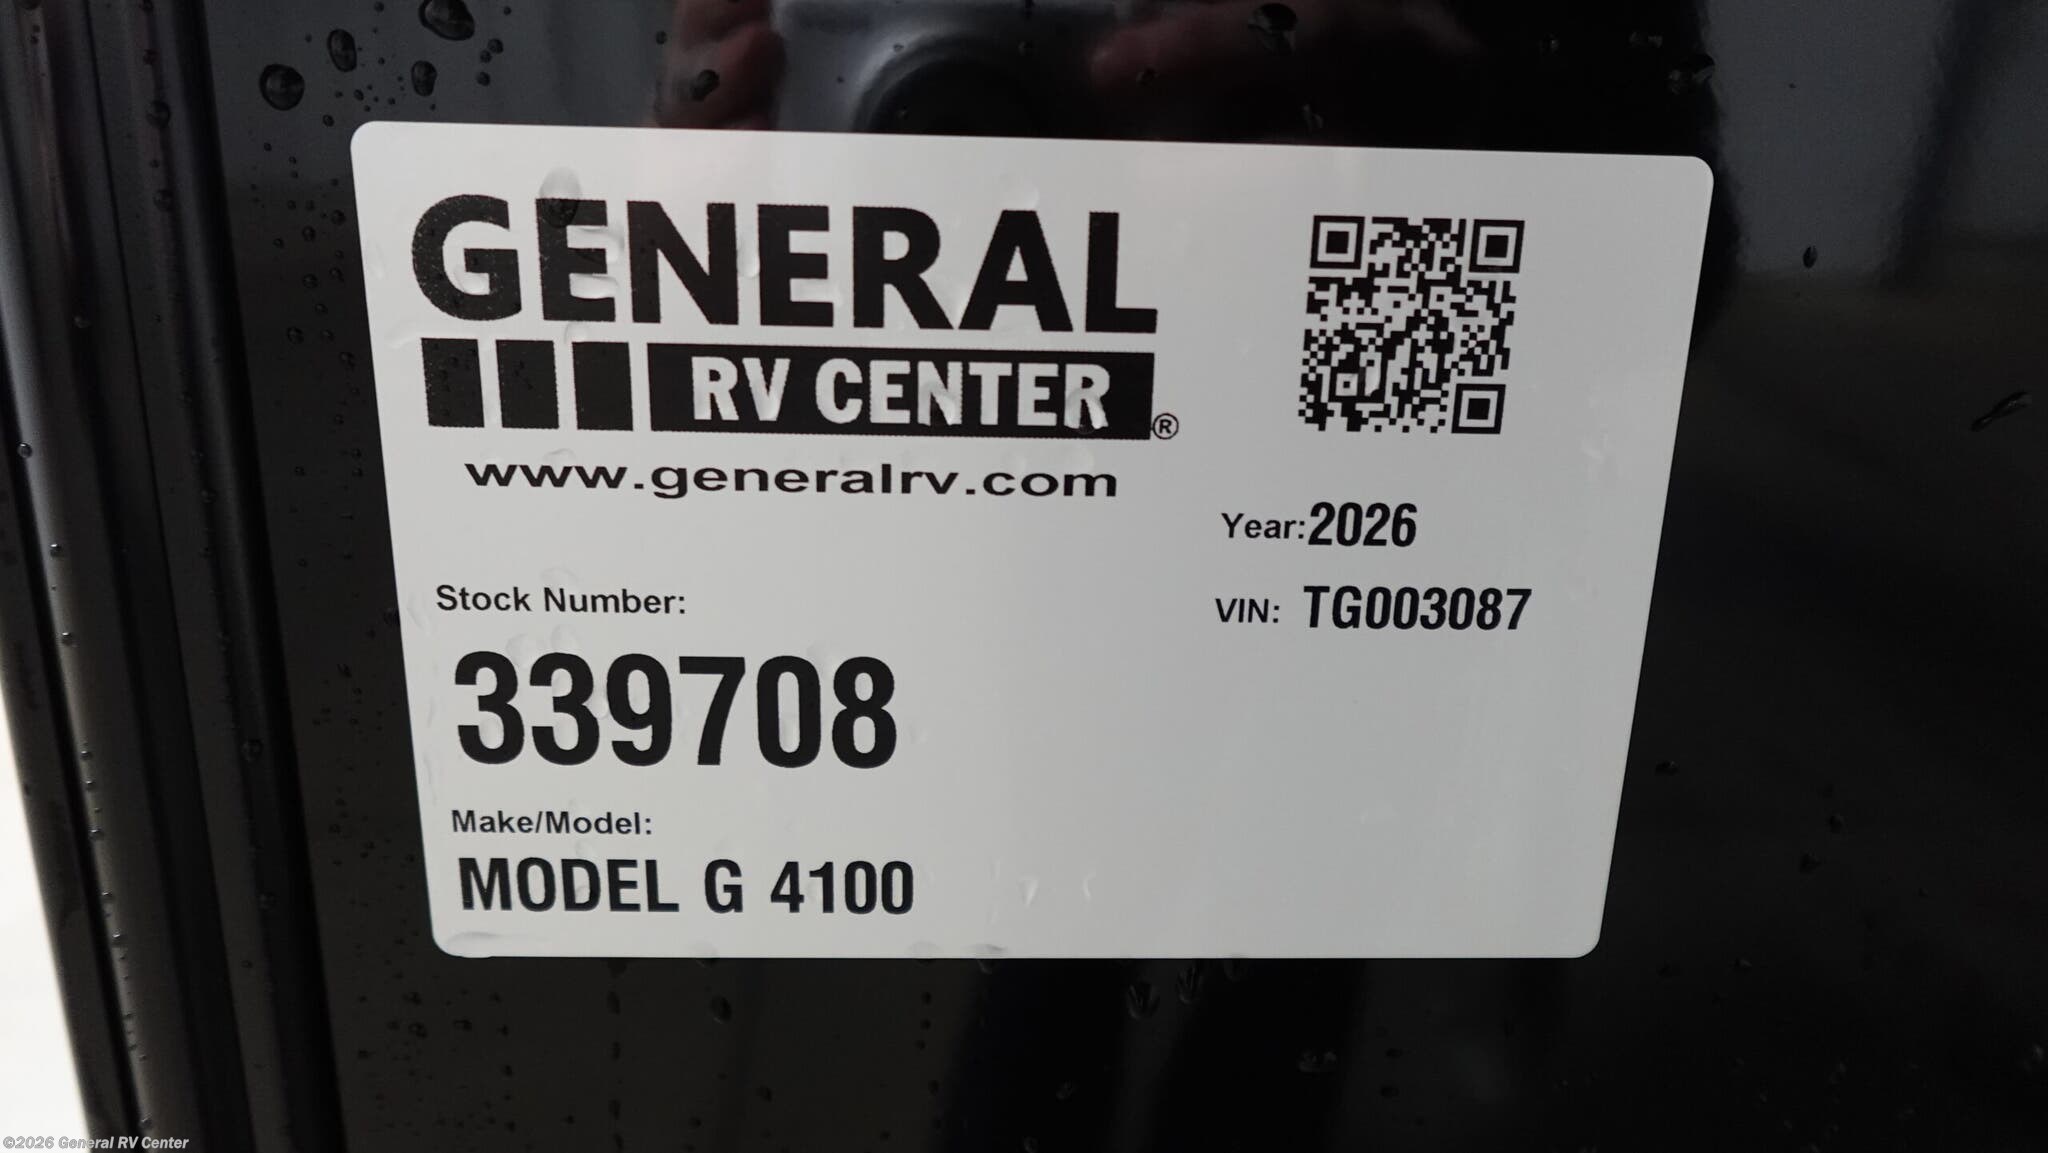 GENERAL
RV CENTER®
www.generalrv.com
Year: 2026
VIN: TG003087
Stock Number:
339708
Make/Model:
MODEL G 4100
©2026 General RV Center